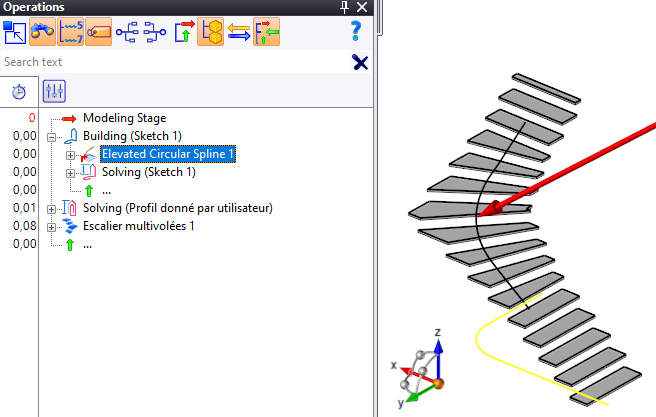 Operations
5
7
?
Search text
0 Modeling Stage
0,00 Building (Sketch 1)
0,00 Elevated Circular Spline 1
0,00 Solving (Sketch 1)
0,00 ...
0,01 Solving (Profil donné par utilisateur)
0,08 Escalier multivolées 1
0,00 ...
z
x
y